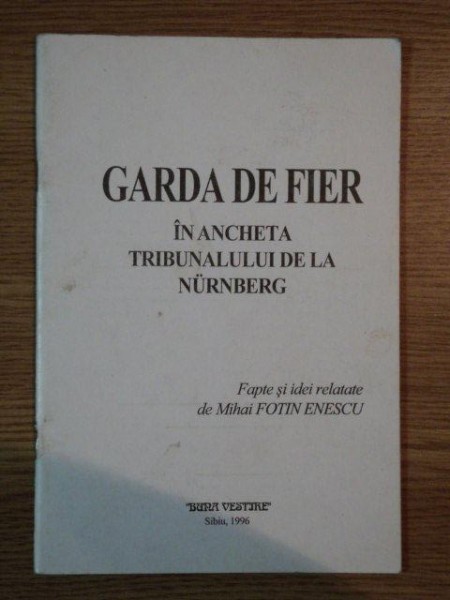 GARDA DE FIER
ÎN ANCHETA
TRIBUNALULUI DE LA
NÜRNBERG
Fapte și idei relatate
de Mihai FOTIN ENESCU
"BUNA VESTIRE"
Sibiu, 1996